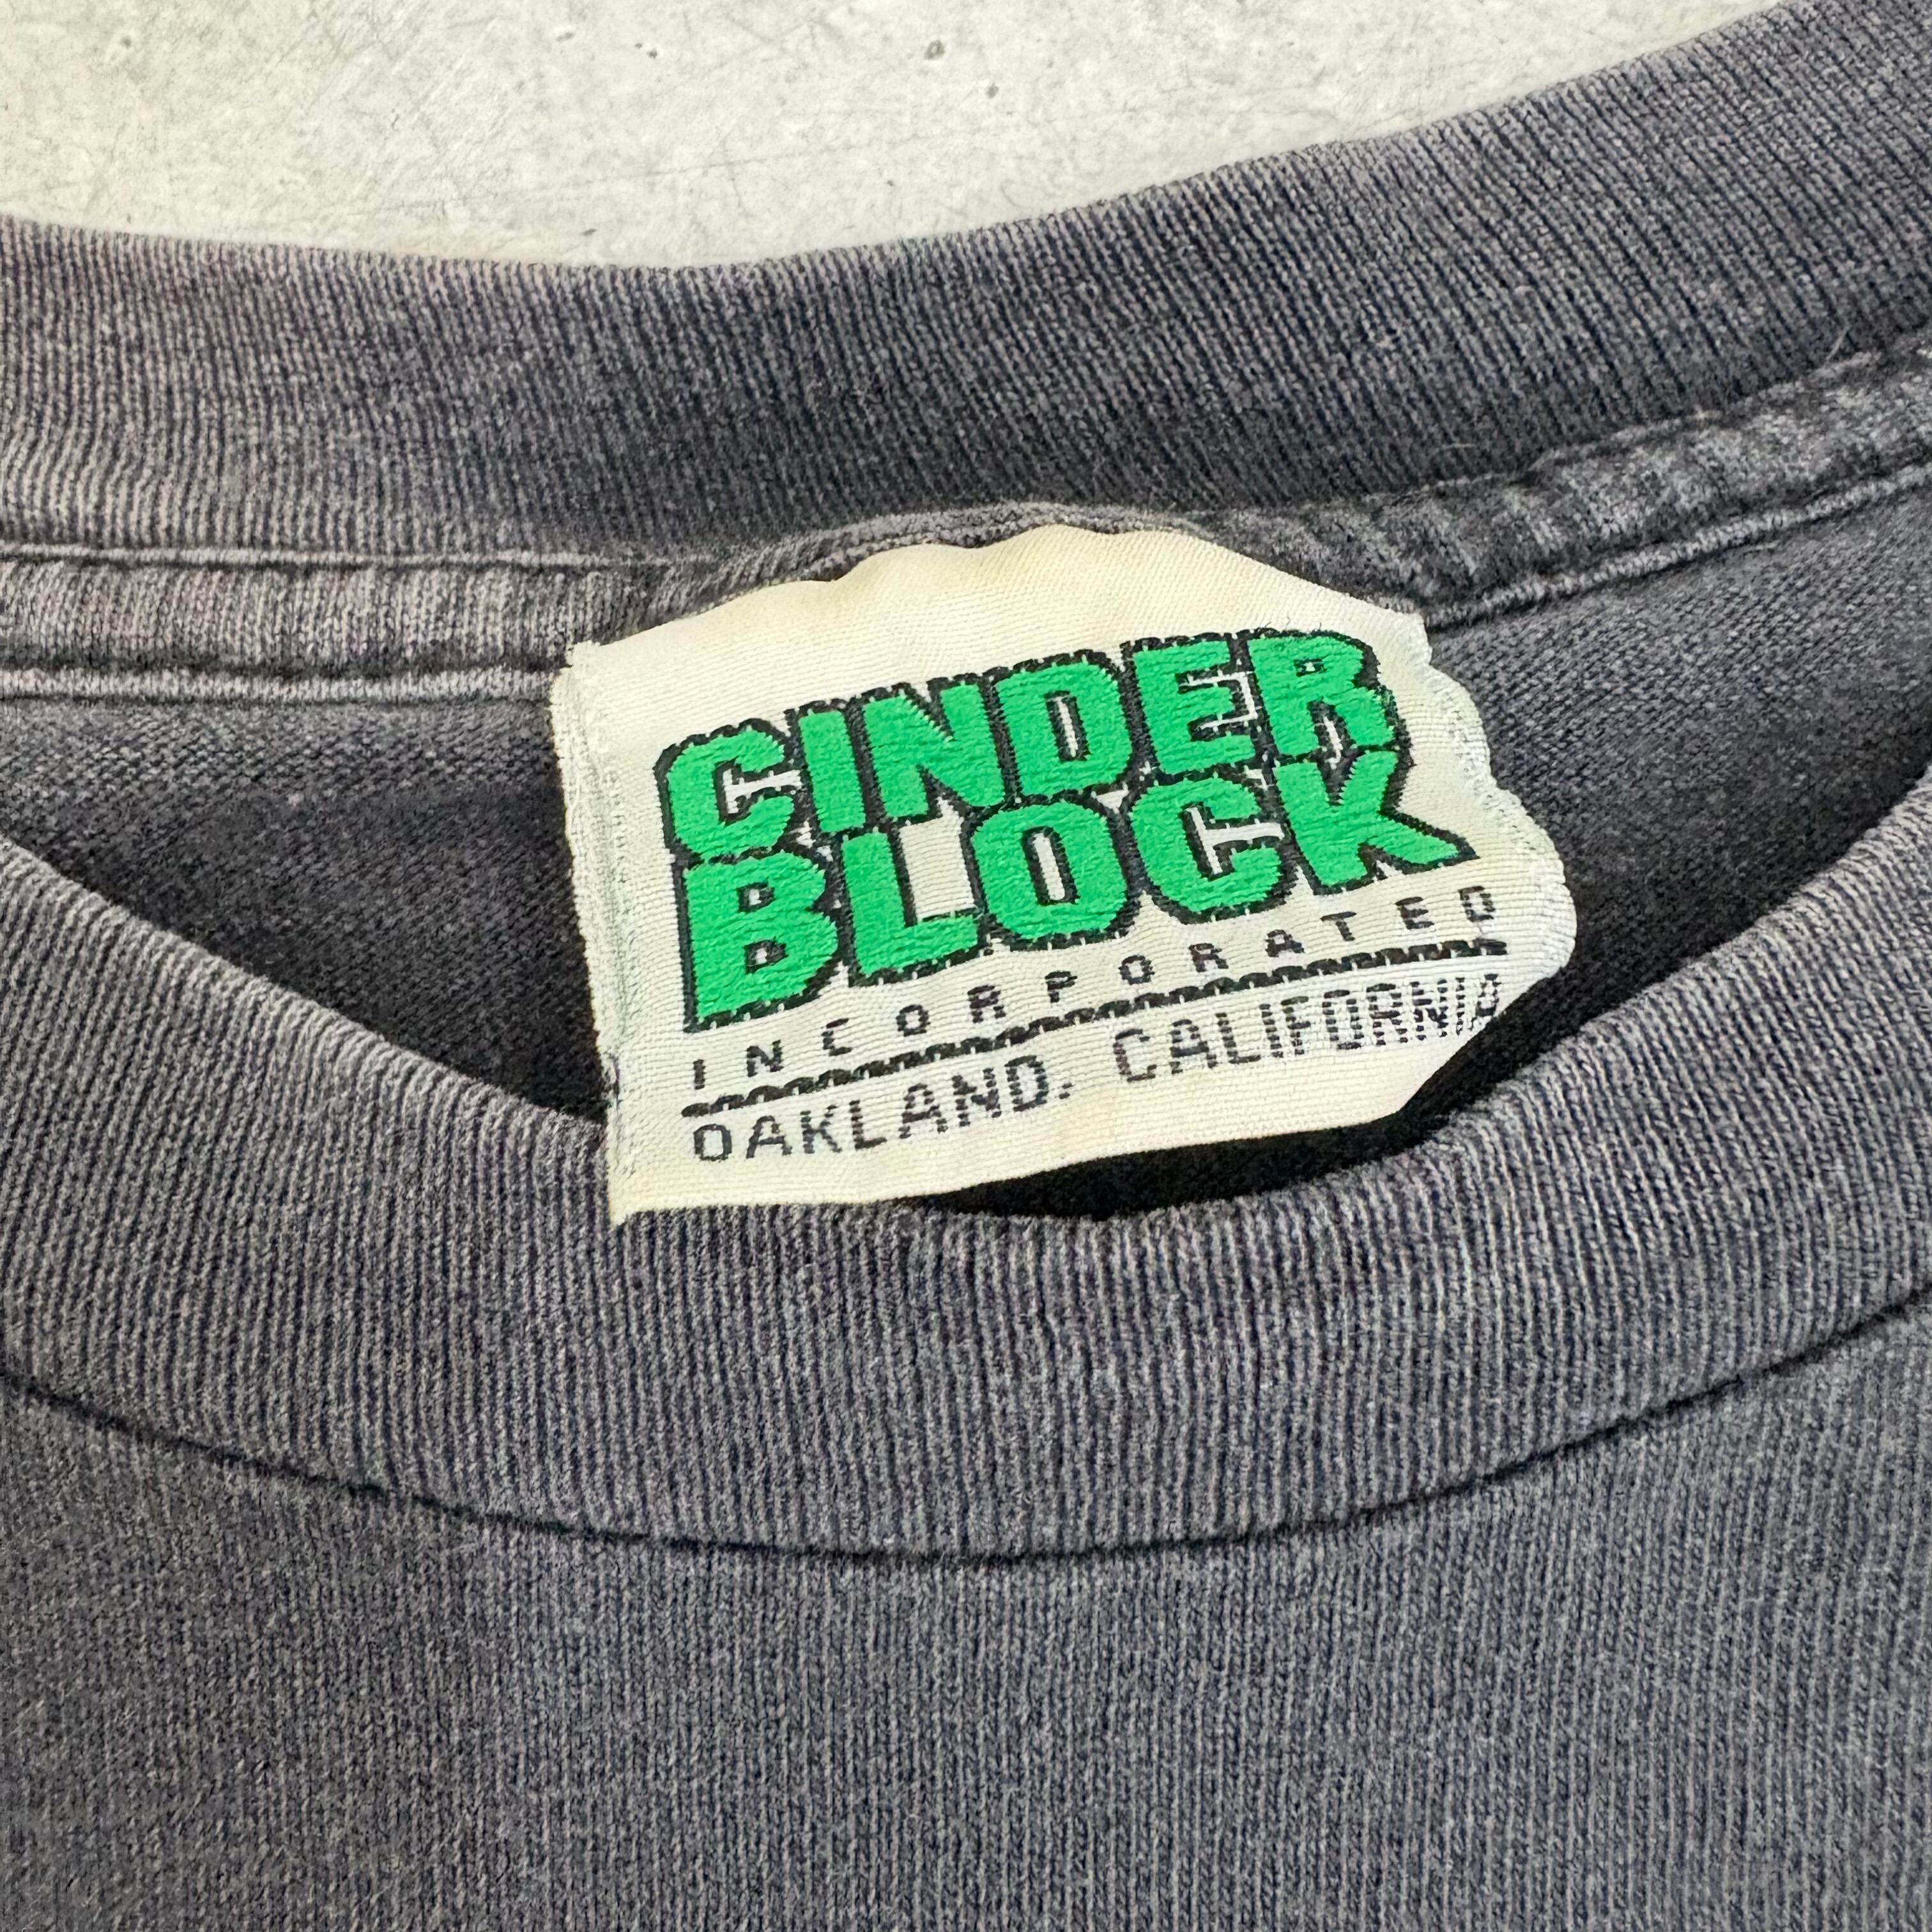 CINDER
BLOCK
INCORPORATED
OAKLAND, CALIFORNIA